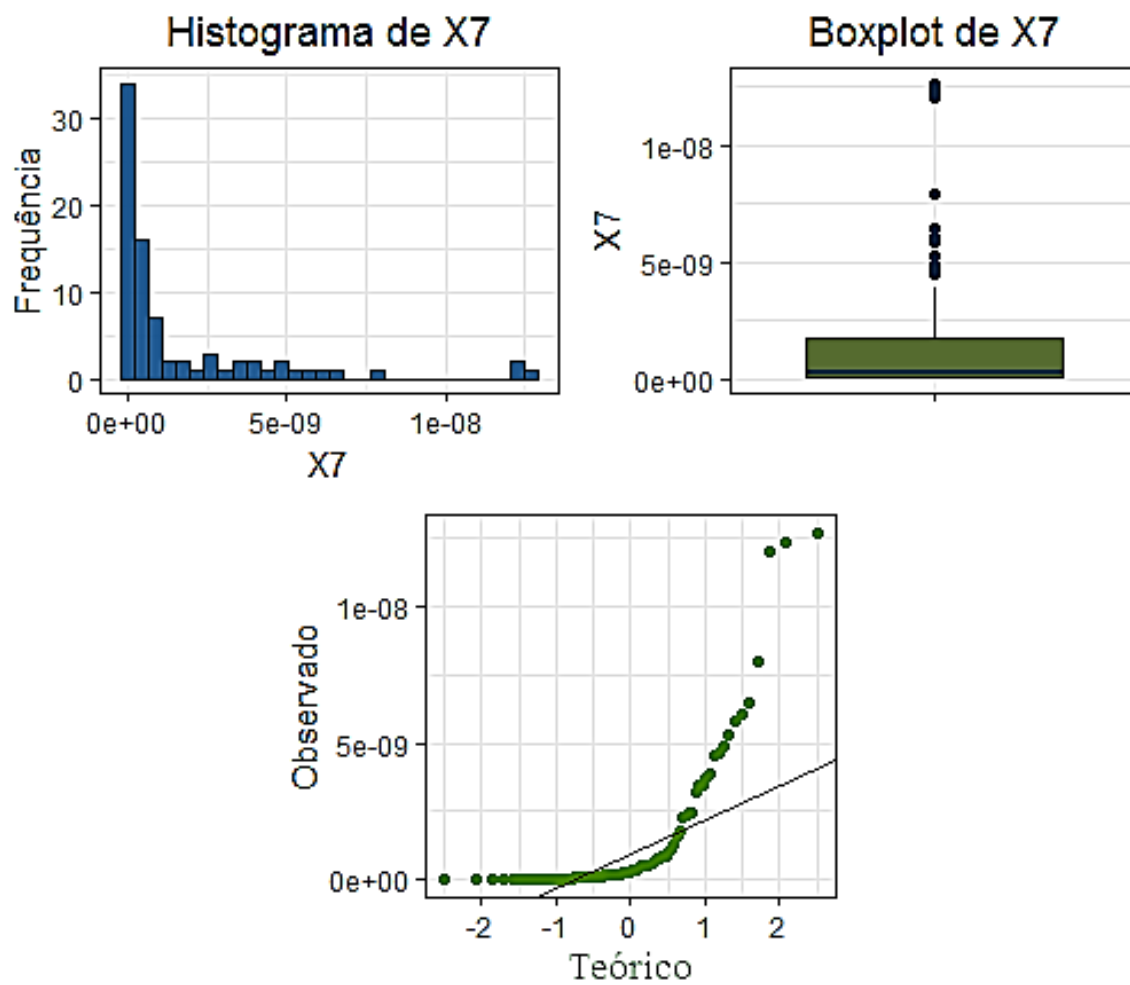 Histograma de X7
Frequência
30
20
10
0
0e+00
5e-09
1e-08
X7
Boxplot de X7
X7
1e-08
5e-09
0e+00
Observado
1e-08
5e-09
0e+00
-2
-1
0
1
2
Teórico